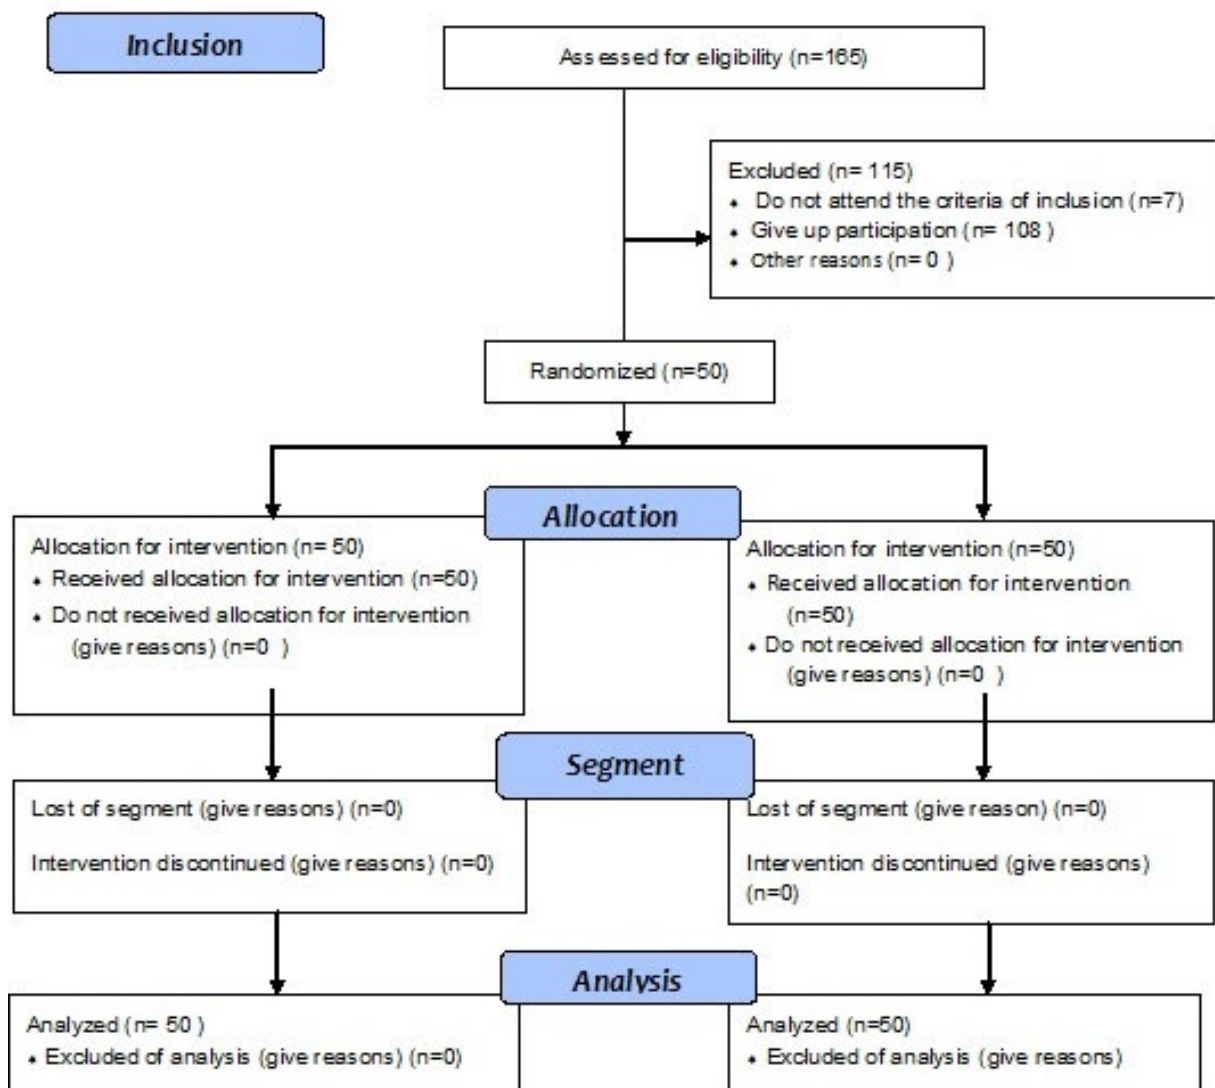 Inclusion
Assessed for eligibility (n=165)
Excluded (n= 115)
• Do not attend the criteria of inclusion (n=7)
• Give up participation (n= 108 )
• Other reasons (n= 0 )
Randomized (n=50)
Allocation
Allocation for intervention (n= 50)
• Received allocation for intervention (n=50)
• Do not received allocation for intervention
(give reasons) (n=0 )
Allocation for intervention (n=50)
• Received allocation for intervention
(n=50)
• Do not received allocation for intervention
(give reasons) (n=0 )
Segment
Lost of segment (give reasons) (n=0)
Intervention discontinued (give reasons) (n=0)
Lost of segment (give reason) (n=0)
Intervention discontinued (give reasons)
(n=0)
Analysis
Analyzed (n= 50 )
• Excluded of analysis (give reasons) (n=0)
Analyzed (n=50)
• Excluded of analysis (give reasons)